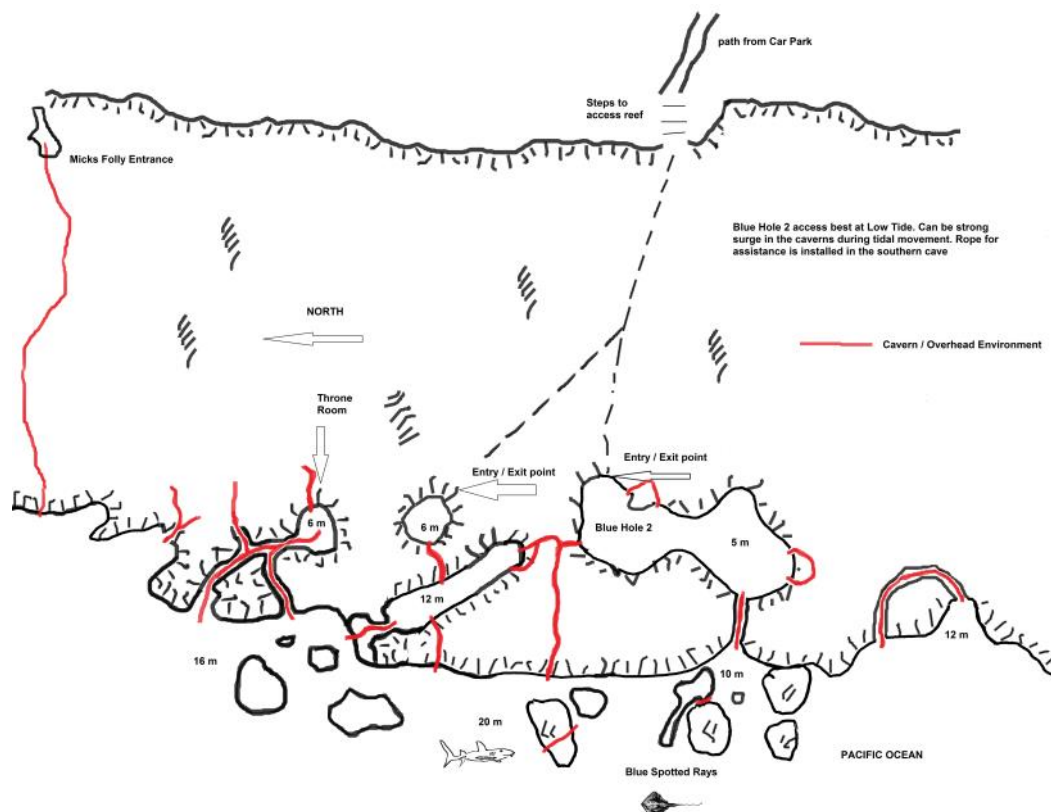 path from Car Park
Steps to
access reef
Micks Folly Entrance
Blue Hole 2 access best at Low Tide. Can be strong
surge in the caverns during tidal movement. Rope for
assistance is installed in the southern cave
NORTH
Cavern / Overhead Environment
Throne
Room
Entry / Exit point
Entry / Exit point
6 m
6 m
Blue Hole 2
5 m
12 m
12 m
16 m
10 m
20 m
PACIFIC OCEAN
Blue Spotted Rays